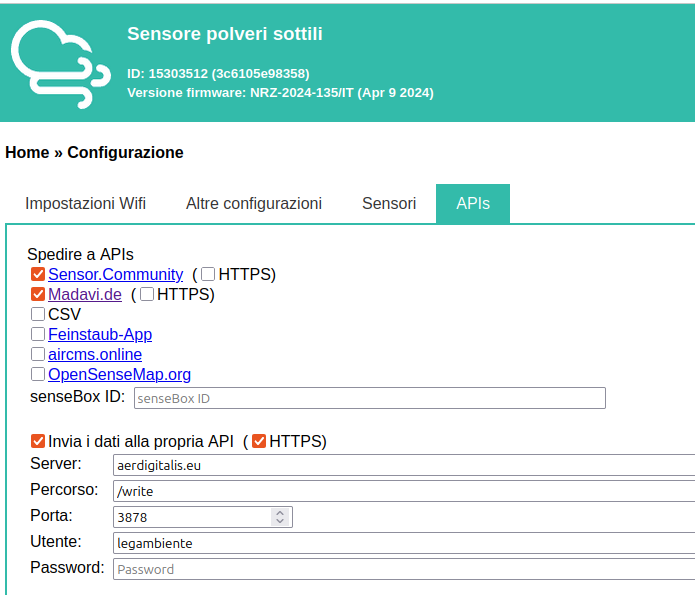 Sensore polveri sottili
ID: 15303512 (3c6105e98358)
Versione firmware: NRZ-2024-135/IT (Apr 9 2024)
Home » Configurazione
Impostazioni Wifi Altre configurazioni Sensori APIs
Spedire a APIs
Sensor.Community ( HTTPS)
Madavi.de ( HTTPS)
CSV
Feinstaub-App
aircms.online
OpenSenseMap.org
senseBox ID: senseBox ID
Invia i dati alla propria API ( HTTPS)
Server: aerdigitalis.eu
Percorso: /write
Porta: 3878
Utente: legambiente
Password: Password